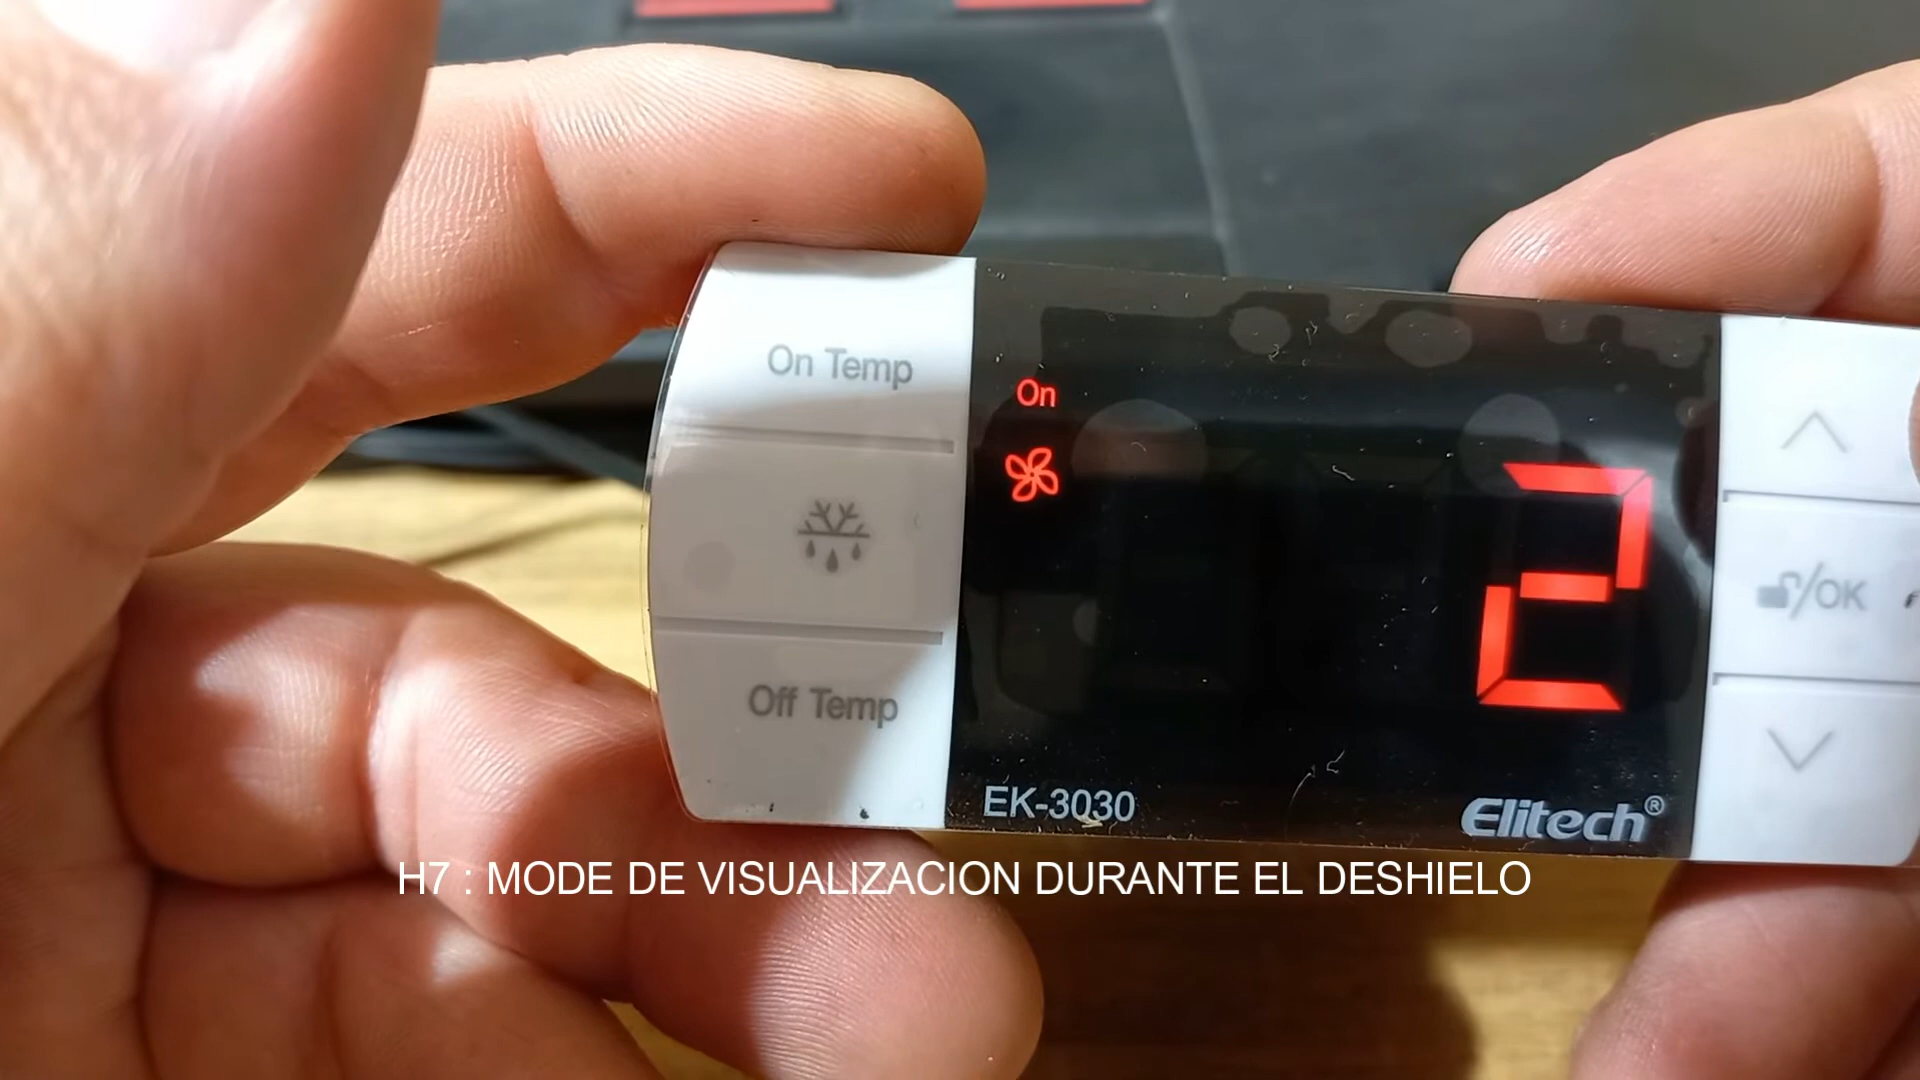 On Temp
On
2
/OK
Off Temp
EK-3030
Elitech®
H7 : MODE DE VISUALIZACION DURANTE EL DESHIELO